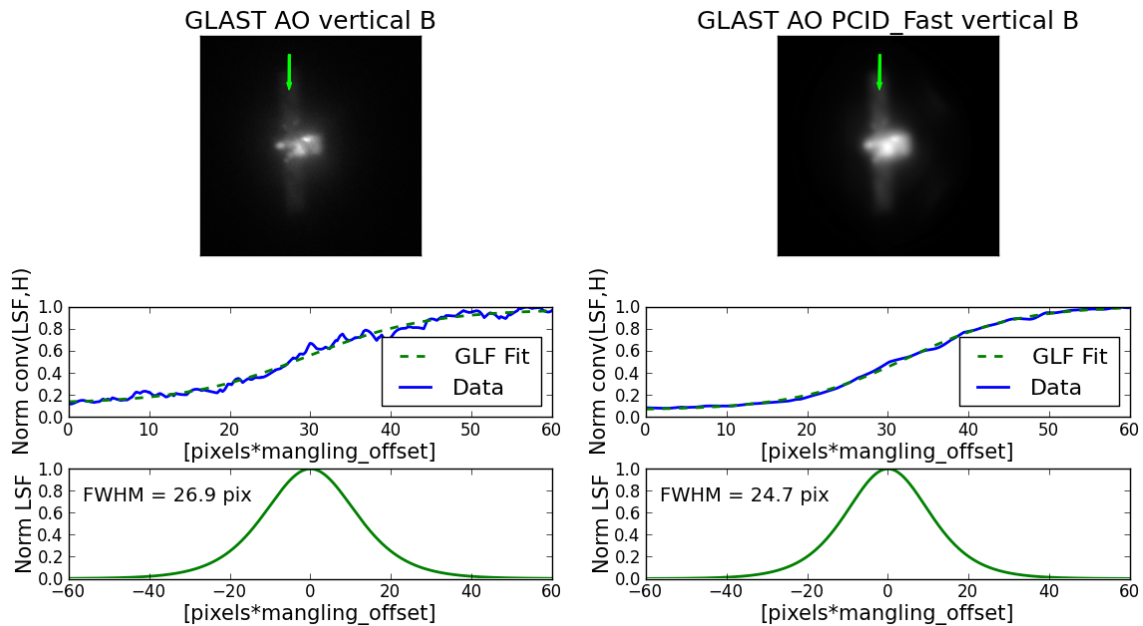 GLAST AO vertical B
Norm conv(LSF,H)
1.0
0.8
0.6
0.4
0.2
0.0
GLF Fit
Data
0 10 20 30 40 50 60
[pixels*mangling_offset]
Norm LSF
1.0
0.8
0.6
0.4
0.2
0.0
FWHM = 26.9 pix
−60 −40 −20 0 20 40 60
[pixels*mangling_offset]
GLAST AO PCID_Fast vertical B
Norm conv(LSF,H)
1.0
0.8
0.6
0.4
0.2
0.0
GLF Fit
Data
0 10 20 30 40 50 60
[pixels*mangling_offset]
Norm LSF
1.0
0.8
0.6
0.4
0.2
0.0
FWHM = 24.7 pix
−60 −40 −20 0 20 40 60
[pixels*mangling_offset]